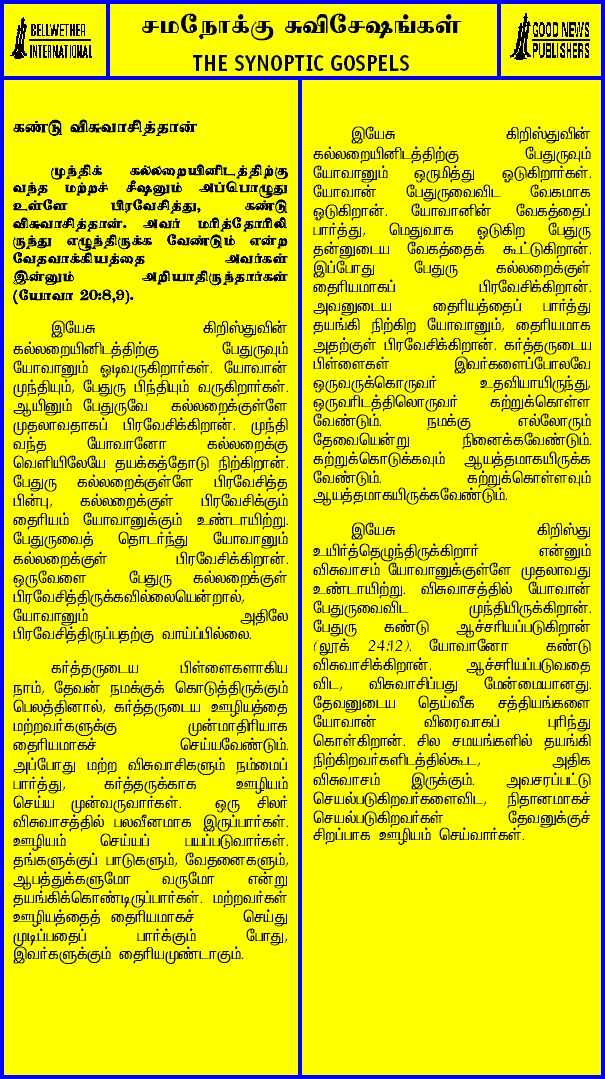 BELLWETHER
INTERNATIONAL
சமநோக்கு சுவிசேஷங்கள்
THE SYNOPTIC GOSPELS
GOOD NEWS
PUBLISHERS
கண்டு விசுவாசித்தான்
முந்திக் கல்லறையினிடத்திற்கு
வந்த மற்றச் சீஷனும் அப்பொழுது
உள்ளே பிரவேசித்து, கண்டு
விசுவாசித்தான். அவர் மரித்தோரிலி
ருந்து எழுந்திருக்க வேண்டும் என்ற
வேதவாக்கியத்தை அவர்கள்
இன்னும் அறியாதிருந்தார்கள்
(யோவா 20:8,9).
இயேசு கிறிஸ்துவின்
கல்லறையினிடத்திற்கு பேதுருவும்
யோவானும் ஓடிவருகிறார்கள். யோவான்
முந்தியும், பேதுரு பிந்தியும் வருகிறார்கள்.
ஆயினும் பேதுருவே கல்லறைக்குள்ளே
முதலாவதாகப் பிரவேசிக்கிறான். முந்தி
வந்த யோவானோ கல்லறைக்கு
வெளியிலேயே தயக்கத்தோடு நிற்கிறான்.
பேதுரு கல்லறைக்குள்ளே பிரவேசித்த
பின்பு, கல்லறைக்குள் பிரவேசிக்கும்
தைரியம் யோவானுக்கும் உண்டாயிற்று.
பேதுருவைத் தொடர்ந்து யோவானும்
கல்லறைக்குள் பிரவேசிக்கிறான்.
ஒருவேளை பேதுரு கல்லறைக்குள்
பிரவேசித்திருக்கவில்லையென்றால்,
யோவானும் அதிலே
பிரவேசித்திருப்பதற்கு வாய்ப்பில்லை.
கர்த்தருடைய பிள்ளைகளாகிய
நாம், தேவன் நமக்குக் கொடுத்திருக்கும்
பெலத்தினால், கர்த்தருடைய ஊழியத்தை
மற்றவர்களுக்கு முன்மாதிரியாக
தைரியமாகச் செய்யவேண்டும்.
அப்போது மற்ற விசுவாசிகளும் நம்மைப்
பார்த்து, கர்த்தருக்காக ஊழியம்
செய்ய முன்வருவார்கள். ஒரு சிலர்
விசுவாசத்தில் பலவீனமாக இருப்பார்கள்.
ஊழியம் செய்யப் பயப்படுவார்கள்.
தங்களுக்குப் பாடுகளும், வேதனைகளும்,
ஆபத்துக்களுமோ வருமோ என்று
தயங்கிக்கொண்டிருப்பார்கள். மற்றவர்கள்
ஊழியத்தைத் தைரியமாகச் செய்து
முடிப்பதைப் பார்க்கும் போது,
இவர்களுக்கும் தைரியமுண்டாகும்.
இயேசு கிறிஸ்துவின்
கல்லறையினிடத்திற்கு பேதுருவும்
யோவானும் ஒருமித்து ஓடுகிறார்கள்.
யோவான் பேதுருவைவிட வேகமாக
ஓடுகிறான். யோவானின் வேகத்தைப்
பார்த்து, மெதுவாக ஓடுகிற பேதுரு
தன்னுடைய வேகத்தைக் கூட்டுகிறான்.
இப்போது பேதுரு கல்லறைக்குள்
தைரியமாகப் பிரவேசிக்கிறான்.
அவனுடைய தைரியத்தைப் பார்த்து
தயங்கி நிற்கிற யோவானும், தைரியமாக
அதற்குள் பிரவேசிக்கிறான். கர்த்தருடைய
பிள்ளைகள் இவர்களைப்போலவே
ஒருவருக்கொருவர் உதவியாயிருந்து,
ஒருவரிடத்திலொருவர் கற்றுக்கொள்ள
வேண்டும். நமக்கு எல்லோரும்
தேவையென்று நினைக்கவேண்டும்.
கற்றுக்கொடுக்கவும் ஆயத்தமாகயிருக்க
வேண்டும். கற்றுக்கொள்ளவும்
ஆயத்தமாகயிருக்கவேண்டும்.
இயேசு கிறிஸ்து
உயிர்த்தெழுந்திருக்கிறார் என்னும்
விசுவாசம் யோவானுக்குள்ளே முதலாவது
உண்டாயிற்று. விசுவாசத்தில் யோவான்
பேதுருவைவிட முந்தியிருக்கிறான்.
பேதுரு கண்டு ஆச்சரியப்படுகிறான்
(லூக் 24:12). யோவானோ கண்டு
விசுவாசிக்கிறான். ஆச்சரியப்படுவதை
விட, விசுவாசிப்பது மேன்மையானது.
தேவனுடைய தெய்வீக சத்தியங்களை
யோவான் விரைவாகப் புரிந்து
கொள்கிறான். சில சமயங்களில் தயங்கி
நிற்கிறவர்களிடத்தில்கூட, அதிக
விசுவாசம் இருக்கும். அவசரப்பட்டு
செயல்படுகிறவர்களைவிட, நிதானமாகச்
செயல்படுகிறவர்கள் தேவனுக்குச்
சிறப்பாக ஊழியம் செய்வார்கள்.